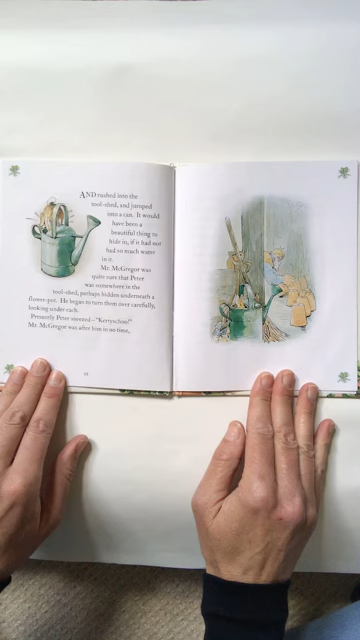 AND rushed into the
tool-shed, and jumped
into a can. It would
have been a
beautiful thing to
hide in, if it had not
had so much water
in it.
Mr. McGregor was
quite sure that Peter
was somewhere in the
tool-shed, perhaps hidden underneath a
flower-pot. He began to turn them over carefully,
looking under each.
Presently Peter sneezed—"Kertyschoo!"
Mr. McGregor was after him in no time,